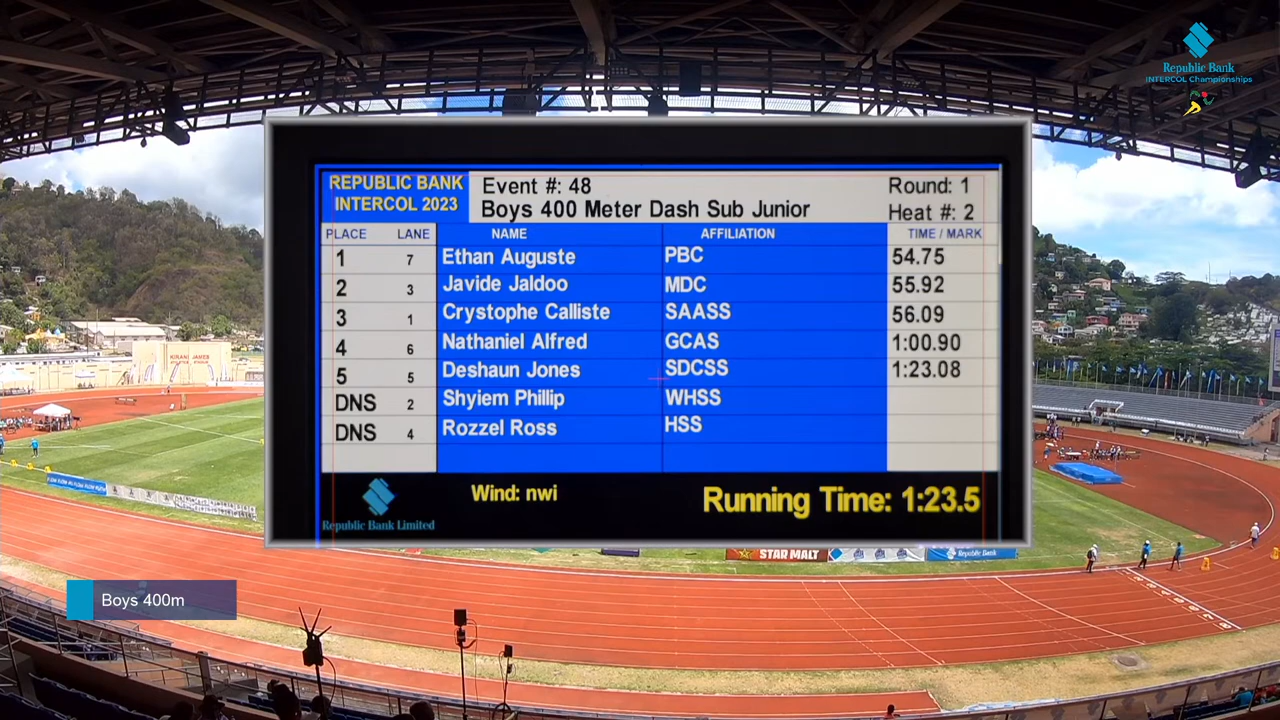 Republic Bank
INTERCOL Championships
REPUBLIC BANK
INTERCOL 2023
Event #: 48
Boys 400 Meter Dash Sub Junior
Round: 1
Heat #: 2
PLACE LANE NAME AFFILIATION TIME / MARK
1 7 Ethan Auguste PBC 54.75
2 3 Javide Jaldoo MDC 55.92
3 1 Crystophe Calliste SAASS 56.09
4 6 Nathaniel Alfred GCAS 1:00.90
5 5 Deshaun Jones SDCSS 1:23.08
DNS 2 Shyiem Phillip WHSS
DNS 4 Rozzel Ross HSS
Republic Bank Limited
Wind: nwi
Running Time: 1:23.5
KIRANI JAMES
STAR MALT
Republic Bank
Boys 400m